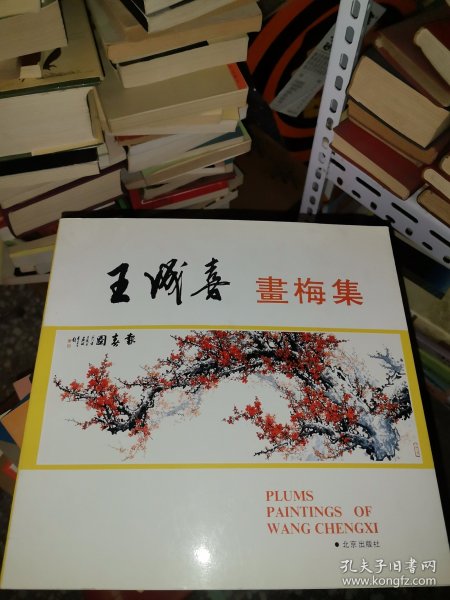 王成喜 畫梅集
報春圖
PLUMS
PAINTINGS OF
WANG CHENGXI
●北京出版社
孔夫子旧书网
www.kongfz.com